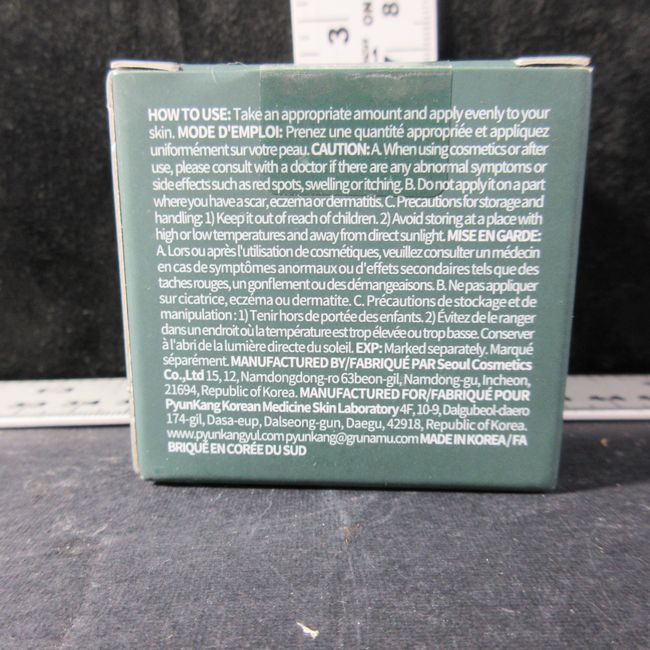 3 8
ON
HOW TO USE: Take an appropriate amount and apply evenly to your
skin. MODE D'EMPLOI: Prenez une quantité appropriée et appliquez
uniformément sur votre peau. CAUTION: A. When using cosmetics or after
use, please consult with a doctor if there are any abnormal symptoms or
side effects such as red spots, swelling or itching. B. Do not apply it on a part
where you have a scar, eczema or dermatitis. C. Precautions for storage and
handling: 1) Keep it out of reach of children. 2) Avoid storing at a place with
high or low temperatures and away from direct sunlight. MISE EN GARDE:
A. Lors ou après l'utilisation de cosmétiques, veuillez consulter un médecin
en cas de symptômes anormaux ou d'effets secondaires tels que des
taches rouges, un gonflement ou des démangeaisons. B. Ne pas appliquer
sur cicatrice, eczéma ou dermatite. C. Précautions de stockage et de
manipulation : 1) Tenir hors de portée des enfants. 2) Évitez de le ranger
dans un endroit où la température est trop élevée ou trop basse. Conserver
à l'abri de la lumière directe du soleil. EXP: Marked separately. Marqué
séparément. MANUFACTURED BY/FABRIQUÉ PAR Seoul Cosmetics
Co.,Ltd 15, 12, Namdongdong-ro 63beon-gil, Namdong-gu, Incheon,
21694, Republic of Korea. MANUFACTURED FOR/FABRIQUÉ POUR
PyunKang Korean Medicine Skin Laboratory 4F, 10-9, Dalgubeol-daero
174-gil, Dasa-eup, Dalseong-gun, Daegu, 42918, Republic of Korea.
www.pyunkangyul.com pyunkang@grunamu.com MADE IN KOREA / FA
BRIQUÉ EN CORÉE DU SUD